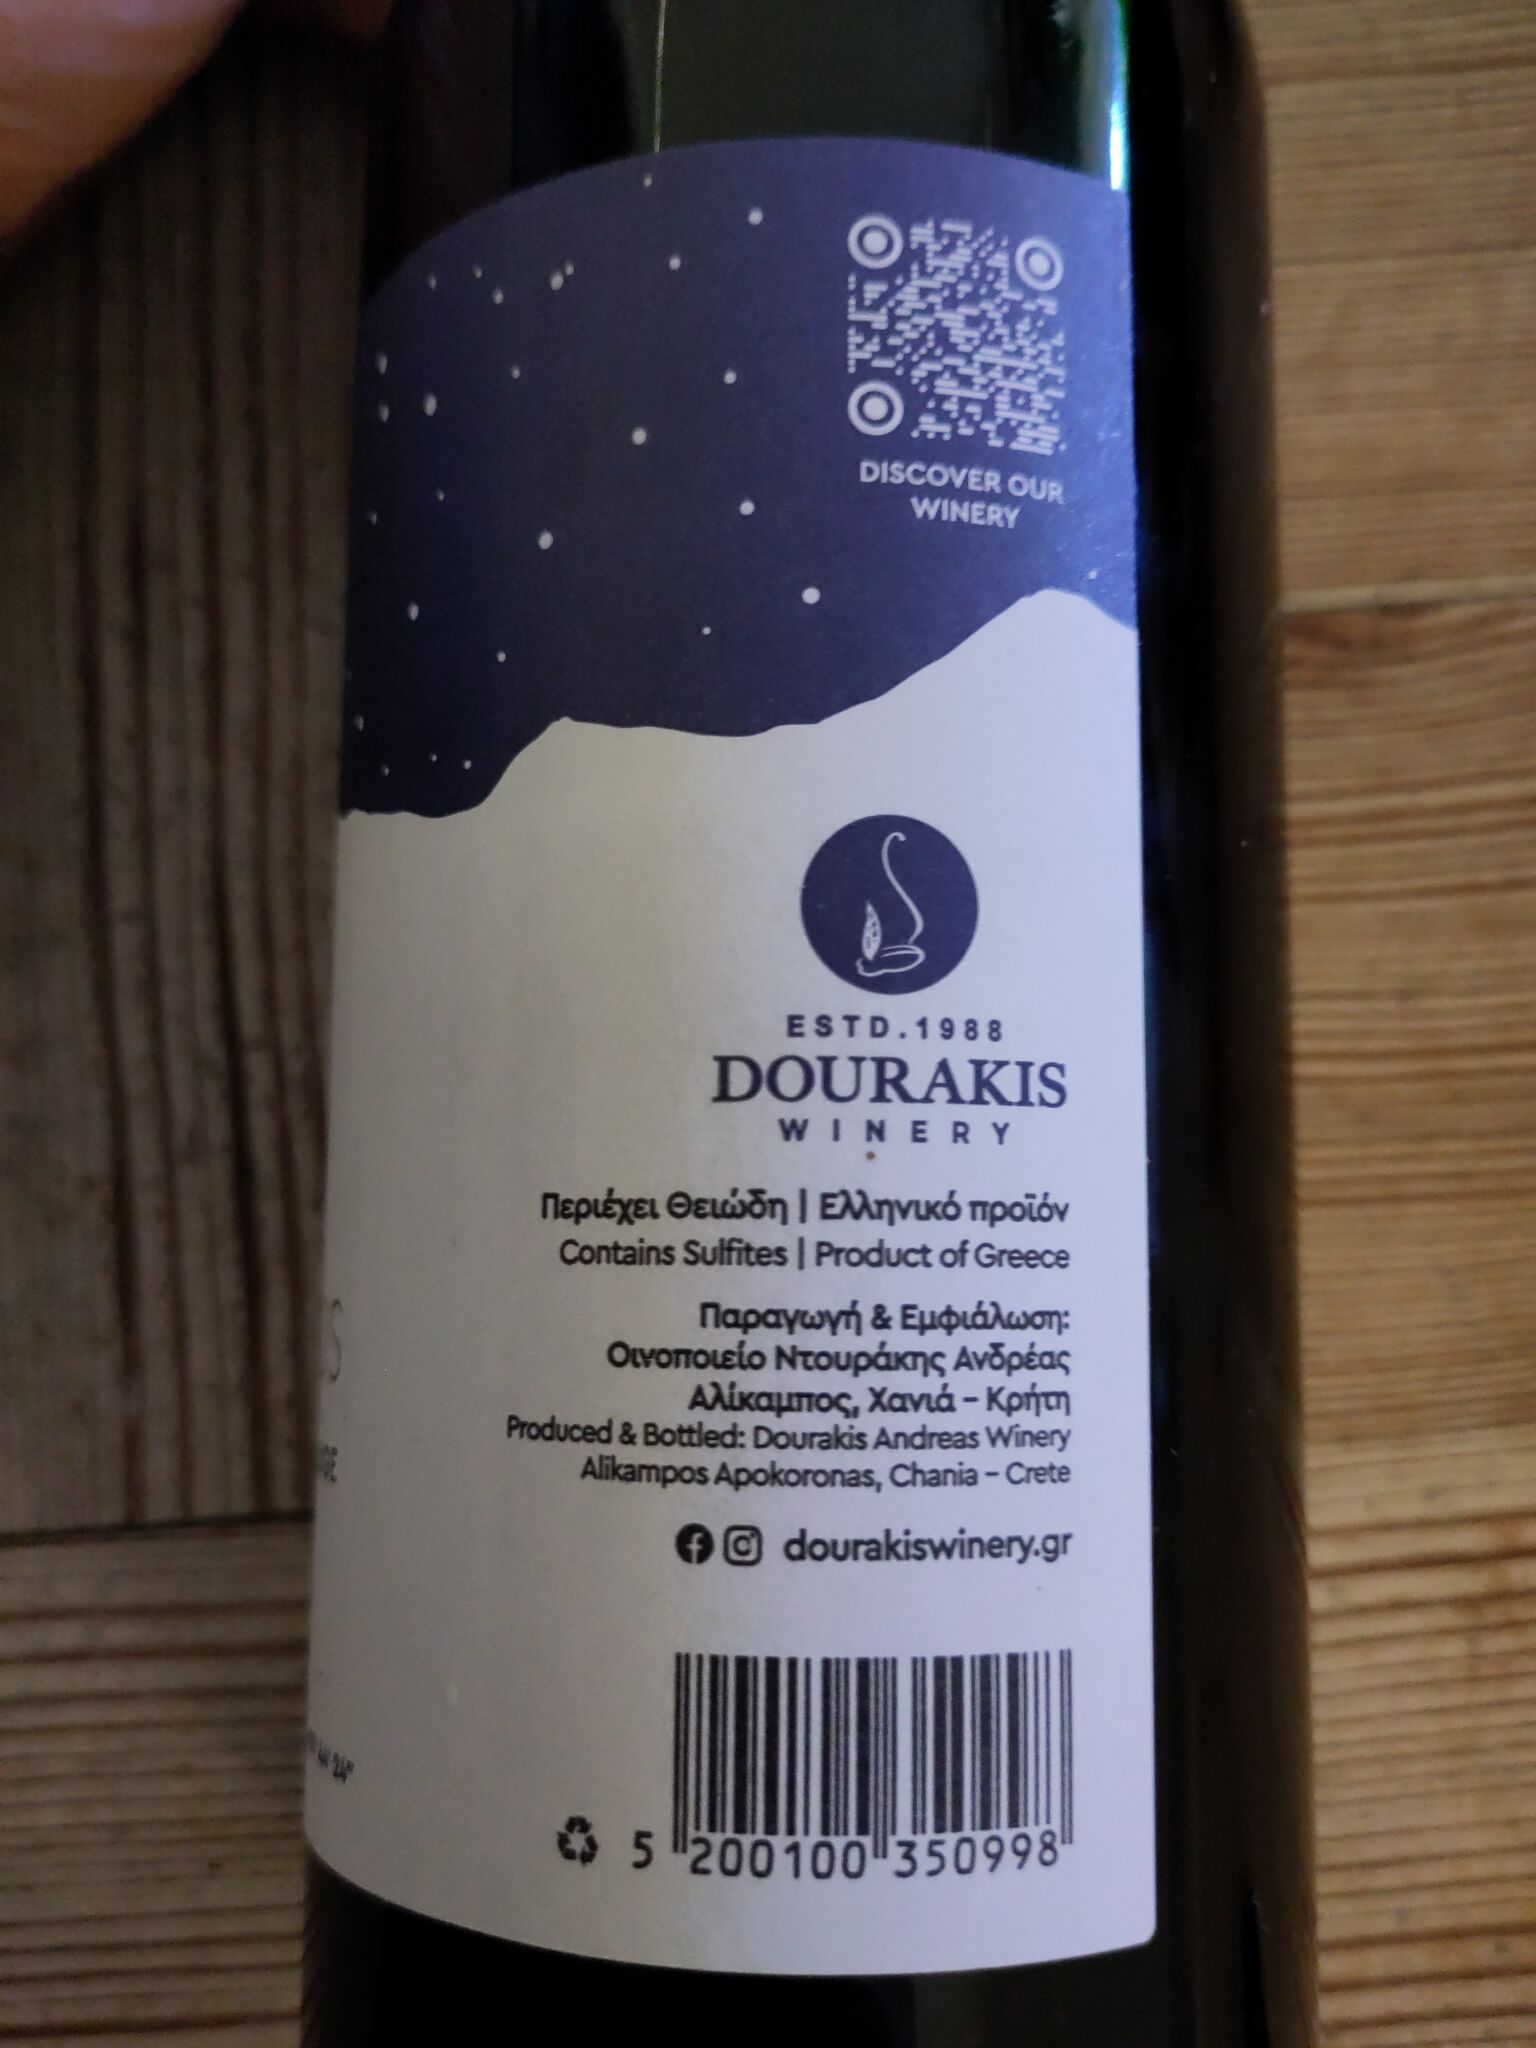 DISCOVER OUR
WINERY
ESTD.1988
DOURAKIS
WINERY
Περιέχει Θειώδη | Ελληνικό προϊόν
Contains Sulfites | Product of Greece
Παραγωγή & Εμφιάλωση:
Οινοποιείο Ντουράκης Ανδρέας
Αλίκαμπος, Χανιά – Κρήτη
Produced & Bottled: Dourakis Andreas Winery
Alikampos Apokoronas, Chania – Crete
dourakiswinery.gr
5 200100 350998